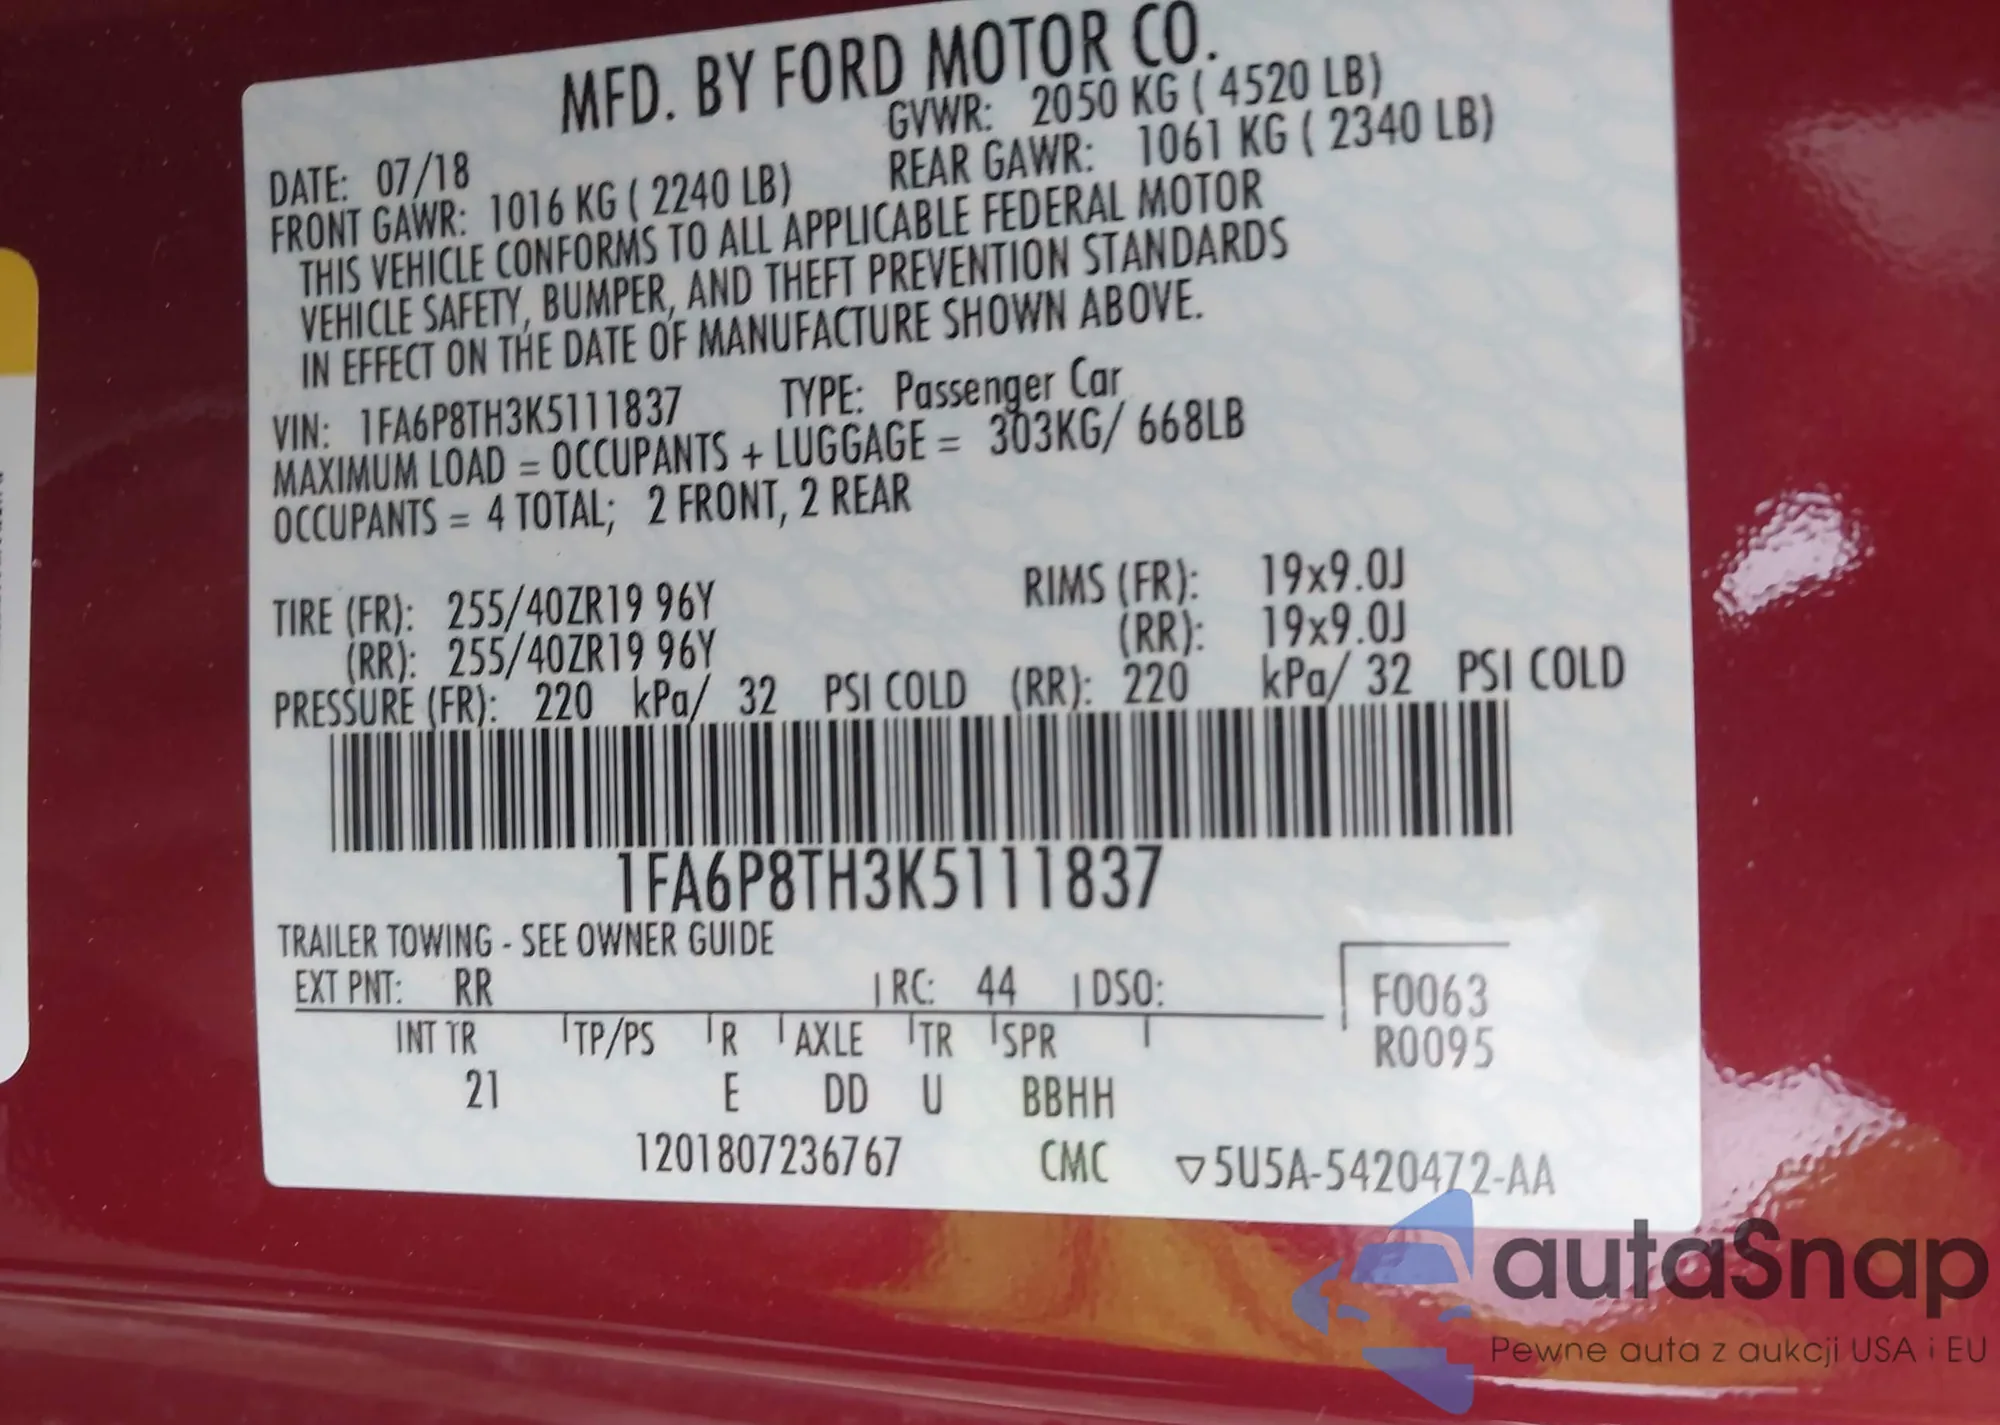 MFD. BY FORD MOTOR CO.
DATE: 07/18 GVWR: 2050 KG ( 4520 LB)
FRONT GAWR: 1016 KG ( 2240 LB) REAR GAWR: 1061 KG ( 2340 LB)
THIS VEHICLE CONFORMS TO ALL APPLICABLE FEDERAL MOTOR
VEHICLE SAFETY, BUMPER, AND THEFT PREVENTION STANDARDS
IN EFFECT ON THE DATE OF MANUFACTURE SHOWN ABOVE.
VIN: 1FA6P8TH3K5111837 TYPE: Passenger Car
MAXIMUM LOAD = OCCUPANTS + LUGGAGE = 303KG/ 668LB
OCCUPANTS = 4 TOTAL; 2 FRONT, 2 REAR
TIRE (FR): 255/40ZR19 96Y RIMS (FR): 19x9.0J
(RR): 255/40ZR19 96Y (RR): 19x9.0J
PRESSURE (FR): 220 kPa/ 32 PSI COLD (RR): 220 kPa/ 32 PSI COLD
1FA6P8TH3K5111837
TRAILER TOWING - SEE OWNER GUIDE
EXT PNT: RR RC: 44 DSO: F0063
INT TR TP/PS R AXLE TR SPR R0095
21 E DD U BBHH
1201807236767 CMC ▽5U5A-5420472-AA
autaSnap
Pewne auta z aukcji USA i EU